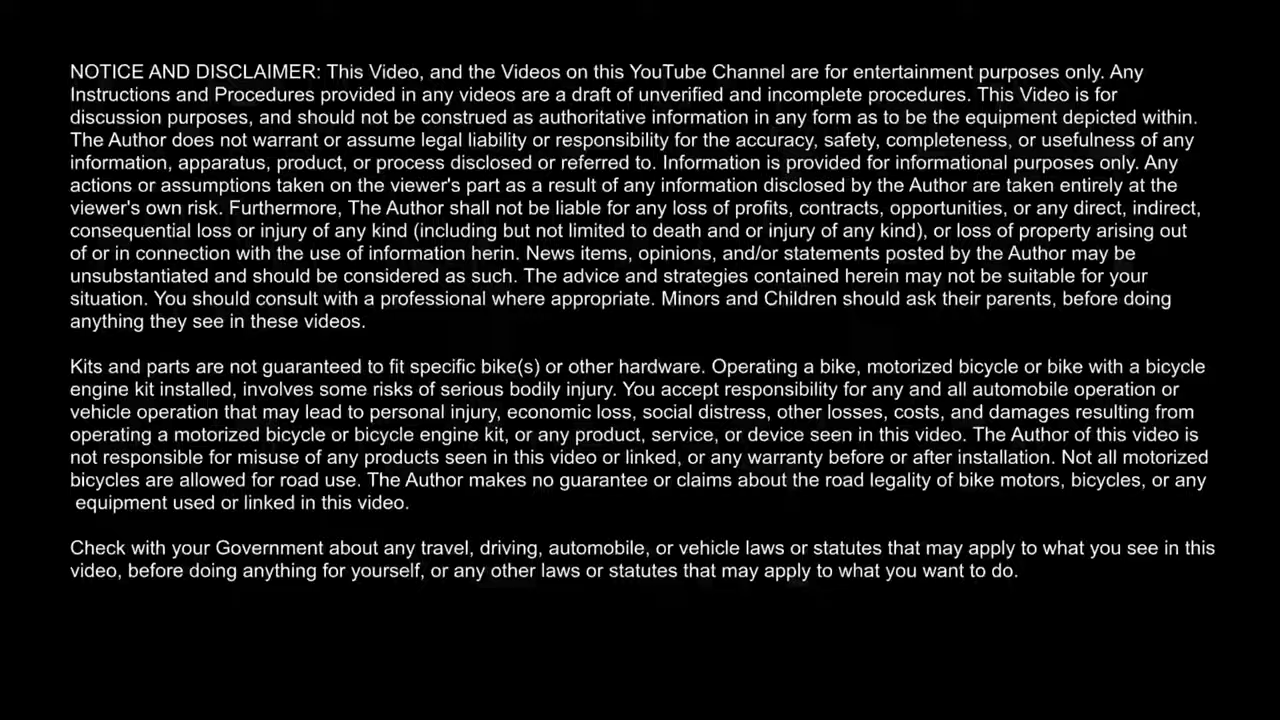 NOTICE AND DISCLAIMER: This Video, and the Videos on this YouTube Channel are for entertainment purposes only. Any
Instructions and Procedures provided in any videos are a draft of unverified and incomplete procedures. This Video is for
discussion purposes, and should not be construed as authoritative information in any form as to be the equipment depicted within.
The Author does not warrant or assume legal liability or responsibility for the accuracy, safety, completeness, or usefulness of any
information, apparatus, product, or process disclosed or referred to. Information is provided for informational purposes only. Any
actions or assumptions taken on the viewer's part as a result of any information disclosed by the Author are taken entirely at the
viewer's own risk. Furthermore, The Author shall not be liable for any loss of profits, contracts, opportunities, or any direct, indirect,
consequential loss or injury of any kind (including but not limited to death and or injury of any kind), or loss of property arising out
of or in connection with the use of information herin. News items, opinions, and/or statements posted by the Author may be
unsubstantiated and should be considered as such. The advice and strategies contained herein may not be suitable for your
situation. You should consult with a professional where appropriate. Minors and Children should ask their parents, before doing
anything they see in these videos.
Kits and parts are not guaranteed to fit specific bike(s) or other hardware. Operating a bike, motorized bicycle or bike with a bicycle
engine kit installed, involves some risks of serious bodily injury. You accept responsibility for any and all automobile operation or
vehicle operation that may lead to personal injury, economic loss, social distress, other losses, costs, and damages resulting from
operating a motorized bicycle or bicycle engine kit, or any product, service, or device seen in this video. The Author of this video is
not responsible for misuse of any products seen in this video or linked, or any warranty before or after installation. Not all motorized
bicycles are allowed for road use. The Author makes no guarantee or claims about the road legality of bike motors, bicycles, or any
equipment used or linked in this video.
Check with your Government about any travel, driving, automobile, or vehicle laws or statutes that may apply to what you see in this
video, before doing anything for yourself, or any other laws or statutes that may apply to what you want to do.